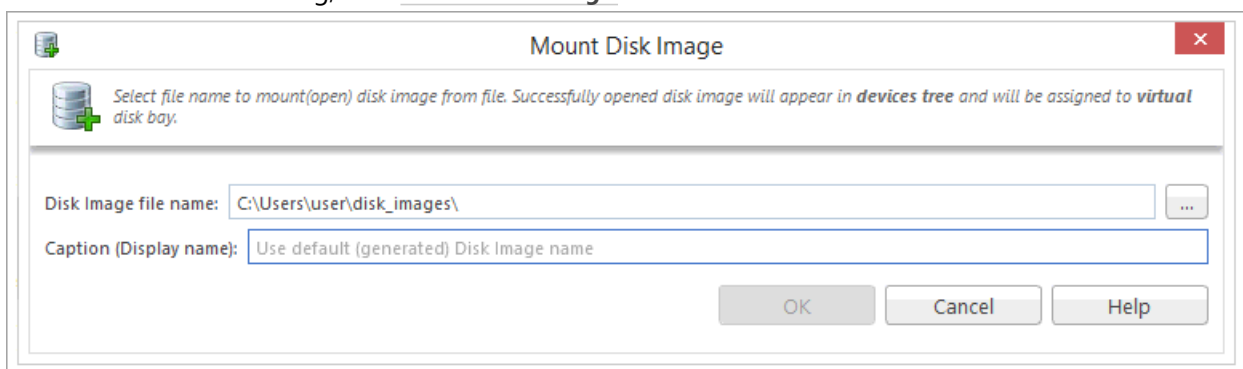 Mount Disk Image
Select file name to mount(open) disk image from file. Successfully opened disk image will appear in devices tree and will be assigned to virtual
disk bay.
Disk Image file name: C:\Users\user\disk_images\ ...
Caption (Display name): Use default (generated) Disk Image name
OK Cancel Help